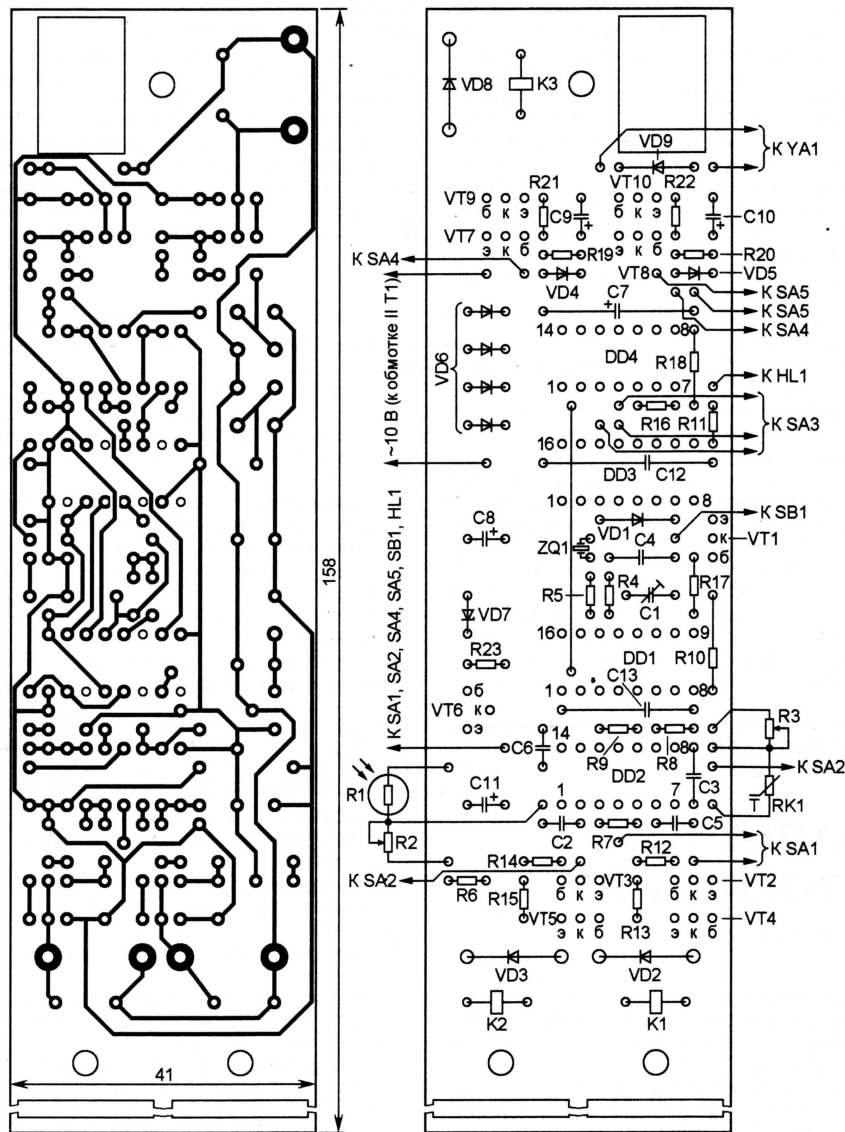 VD8
K3
VD9
К YA1
R21
VT10
R22
VT9
б
к
э
C9
+
б
к
э
+
C10
VT7
э
к
б
R19
э
к
б
R20
К SA4
VD4
VT8
VD5
C7
+
К SA5
К SA5
К SA4
14
8
VD6
DD4
R18
1
7
К HL1
R16
R11
К SA3
16
DD3
C12
~10 В (к обмотке II T1)
158
1
8
К SB1
C8
+
VD1
э
ZQ1
C4
к
VT1
б
R5
R4
R17
VD7
C1
16
9
R10
R23
DD1
К SA1, SA2, SA4, SA5, SB1, HL1
б
1
C13
8
VT6
к
R3
э
C6
14
R9
R8
8
DD2
К SA2
R1
C3
T
RK1
C11
+
1
7
R2
C2
R7
C5
К SA1
R14
R12
К SA2
R6
R15
б
к
э
VT3
б
к
э
VT2
VT5
э
к
б
R13
э
к
б
VT4
VD3
VD2
K2
K1
41